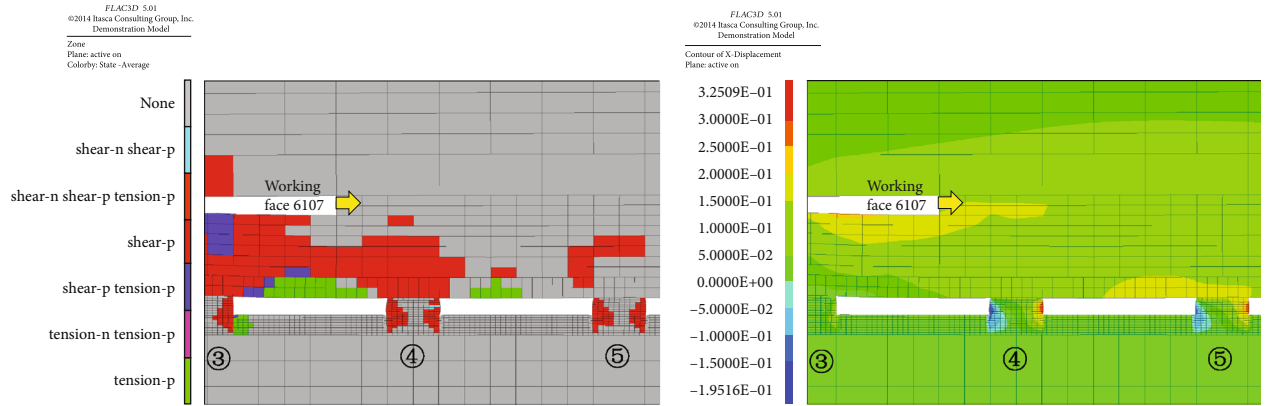 FLAC3D 5.01
©2014 Itasca Consulting Group, Inc.
Demonstration Model
Zone
Plane: active on
Colorby: State -Average
None
shear-n shear-p
shear-n shear-p tension-p
shear-p
shear-p tension-p
tension-n tension-p
tension-p
Working
face 6107
③
④
⑤
FLAC3D 5.01
©2014 Itasca Consulting Group, Inc.
Demonstration Model
Contour of X-Displacement
Plane: active on
3.2509E–01
3.0000E–01
2.5000E–01
2.0000E–01
1.5000E–01
1.0000E–01
5.0000E–02
0.0000E+00
–5.0000E–02
–1.0000E–01
–1.5000E–01
–1.9516E–01
Working
face 6107
③
④
⑤